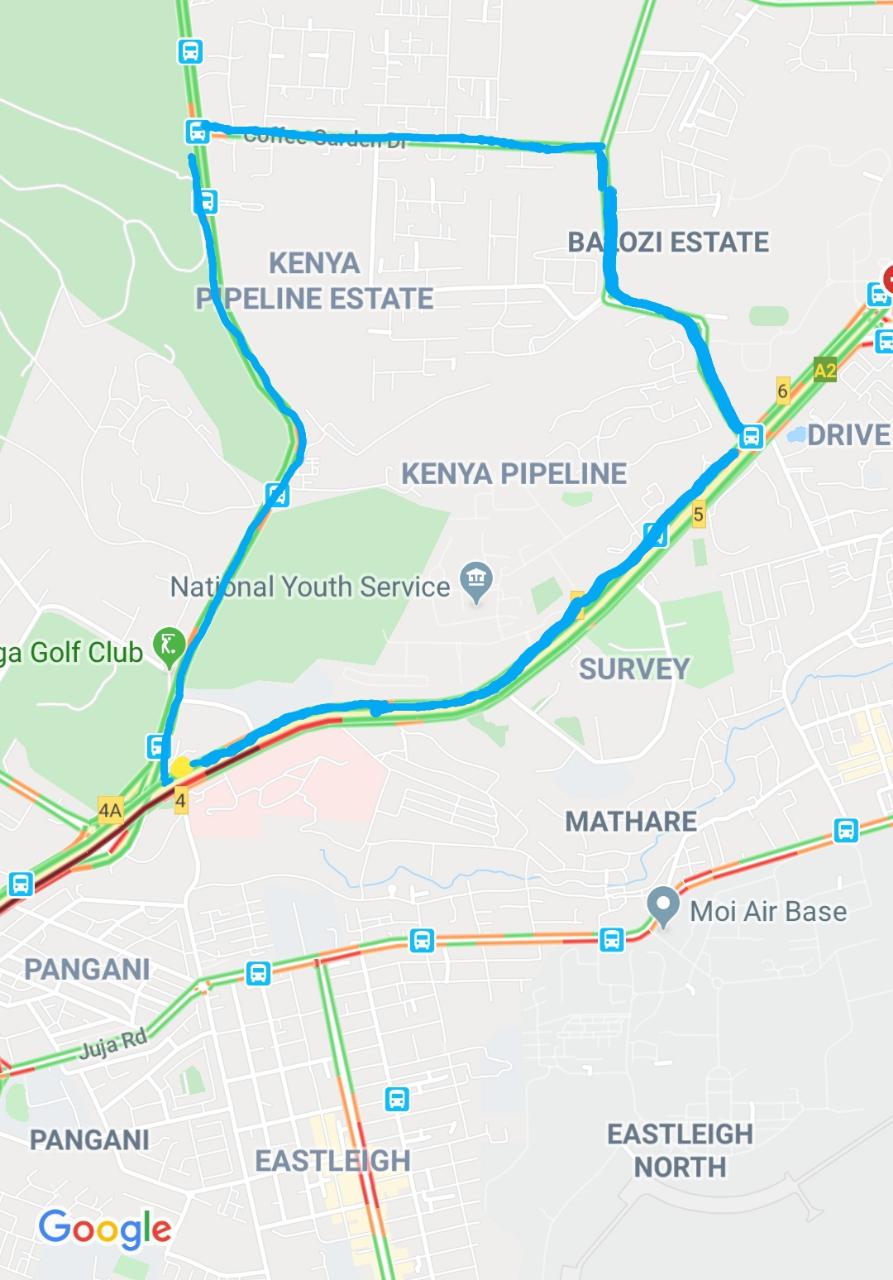 Coffee Garden Dr
BALOZI ESTATE
KENYA
PIPELINE ESTATE
A2
6
DRIVE
KENYA PIPELINE
5
National Youth Service
ga Golf Club
SURVEY
4
4A
MATHARE
Moi Air Base
PANGANI
Juja Rd
PANGANI
EASTLEIGH
EASTLEIGH
NORTH
Google